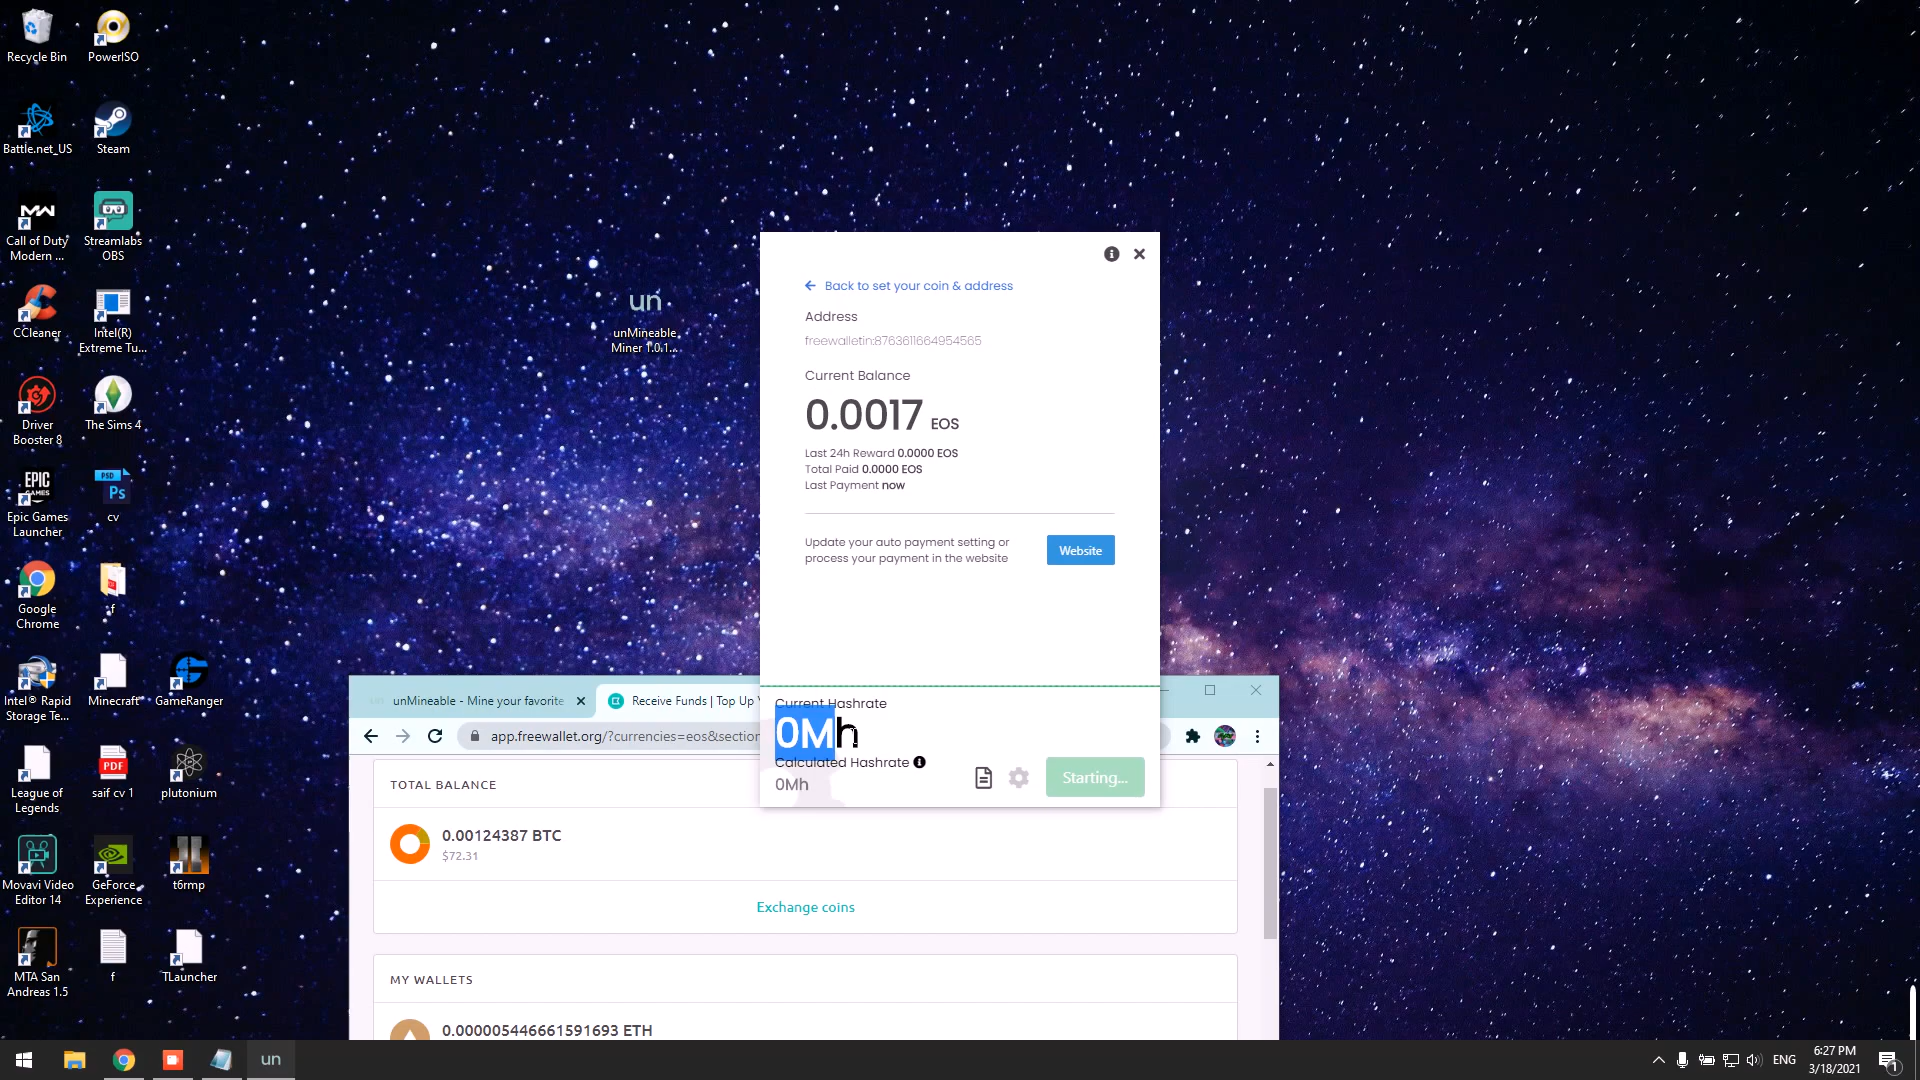 Recycle Bin
PowerISO
Battle.net_US
Steam
Call of Duty
Modern ...
Streamlabs
OBS
CCleaner
Intel(R)
Extreme Tu...
Driver
Booster 8
The Sims 4
EPIC
GAMES
Epic Games
Launcher
PSD
Ps
cv
Google
Chrome
f
Intel® Rapid
Storage Te...
Minecraft
GameRanger
League of
Legends
PDF
saif cv 1
plutonium
Movavi Video
Editor 14
GeForce
Experience
t6rmp
MTA San
Andreas 1.5
f
TLauncher
un
unMineable
Miner 1.0.1...
Back to set your coin & address
Address
freewalletin:8763611664954565
Current Balance
0.0017 EOS
Last 24h Reward 0.0000 EOS
Total Paid 0.0000 EOS
Last Payment now
Update your auto payment setting or
process your payment in the website
Website
Current Hashrate
0Mh
Calculated Hashrate
0Mh
Starting...
unMineable - Mine your favorite
Receive Funds | Top Up
app.freewallet.org/?currencies=eos&section
TOTAL BALANCE
0.00124387 BTC
$72.31
Exchange coins
MY WALLETS
0.000005446661591693 ETH
un
ENG
6:27 PM
3/18/2021
1